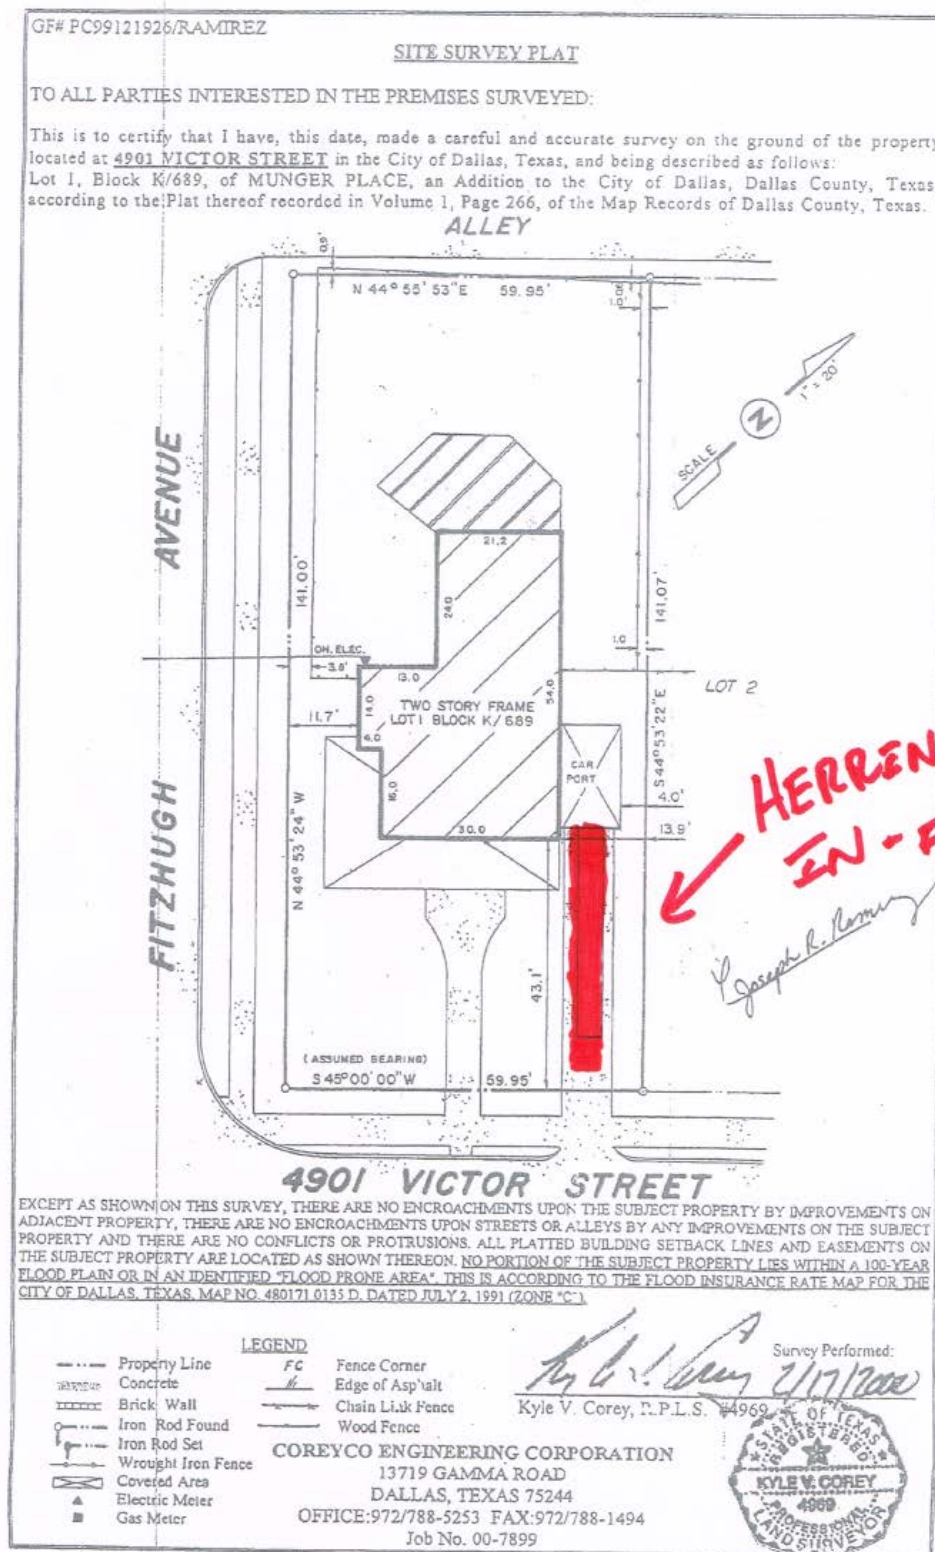 GF# PC99121926/RAMIREZ
SITE SURVEY PLAT
TO ALL PARTIES INTERESTED IN THE PREMISES SURVEYED:
This is to certify that I have, this date, made a careful and accurate survey on the ground of the property
located at 4901 VICTOR STREET in the City of Dallas, Texas, and being described as follows:
Lot 1, Block K/689, of MUNGER PLACE, an Addition to the City of Dallas, Dallas County, Texas
according to the Plat thereof recorded in Volume 1, Page 266, of the Map Records of Dallas County, Texas.
ALLEY
N 44° 55' 53"E 59.95'
1.0'
1" = 20'
N
SCALE
FITZHUGH AVENUE
21.2
141.00'
24.0
141.07'
1.0
OH. ELEC.
3.8'
13.0
LOT 2
54.0
14.0
TWO STORY FRAME
LOT 1 BLOCK K/689
11.7'
S 44° 53' 22"E
CAR
PORT
16.0
4.0'
HERREN
IN-
30.0
13.9'
N 44° 53' 24" W
43.1'
Joseph R. Ramirez
(ASSUMED BEARING)
S 45°00' 00"W 59.95'
4901 VICTOR STREET
EXCEPT AS SHOWN ON THIS SURVEY, THERE ARE NO ENCROACHMENTS UPON THE SUBJECT PROPERTY BY IMPROVEMENTS ON
ADJACENT PROPERTY, THERE ARE NO ENCROACHMENTS UPON STREETS OR ALLEYS BY ANY IMPROVEMENTS ON THE SUBJECT
PROPERTY AND THERE ARE NO CONFLICTS OR PROTRUSIONS. ALL PLATTED BUILDING SETBACK LINES AND EASEMENTS ON
THE SUBJECT PROPERTY ARE LOCATED AS SHOWN THEREON. NO PORTION OF THE SUBJECT PROPERTY LIES WITHIN A 100-YEAR
FLOOD PLAIN OR IN AN IDENTIFIED "FLOOD PRONE AREA". THIS IS ACCORDING TO THE FLOOD INSURANCE RATE MAP FOR THE
CITY OF DALLAS, TEXAS, MAP NO. 480171 0135 D, DATED JULY 2, 1991 (ZONE "C").
LEGEND
Property Line
Concrete
Brick Wall
Iron Rod Found
Iron Rod Set
Wrought Iron Fence
Covered Area
Electric Meter
Gas Meter
FC Fence Corner
Edge of Asphalt
Chain Link Fence
Wood Fence
Survey Performed:
2/17/2000
Kyle V. Corey, R.P.L.S. #4969
COREYCO ENGINEERING CORPORATION
13719 GAMMA ROAD
DALLAS, TEXAS 75244
OFFICE:972/788-5253 FAX:972/788-1494
Job No. 00-7899
STATE OF TEXAS
REGISTERED
KYLE V. COREY
4969
PROFESSIONAL
LAND SURVEYOR